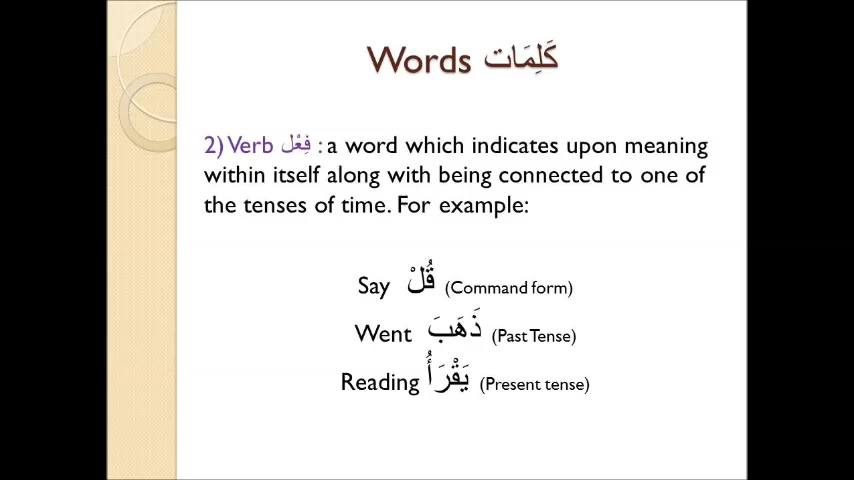 Words كَلِمَات
2) Verb فِعَّل : a word which indicates upon meaning
within itself along with being connected to one of
the tenses of time. For example:
Say قُلْ (Command form)
Went ذَهَبَ (Past Tense)
Reading يَقْرَأُ (Present tense)